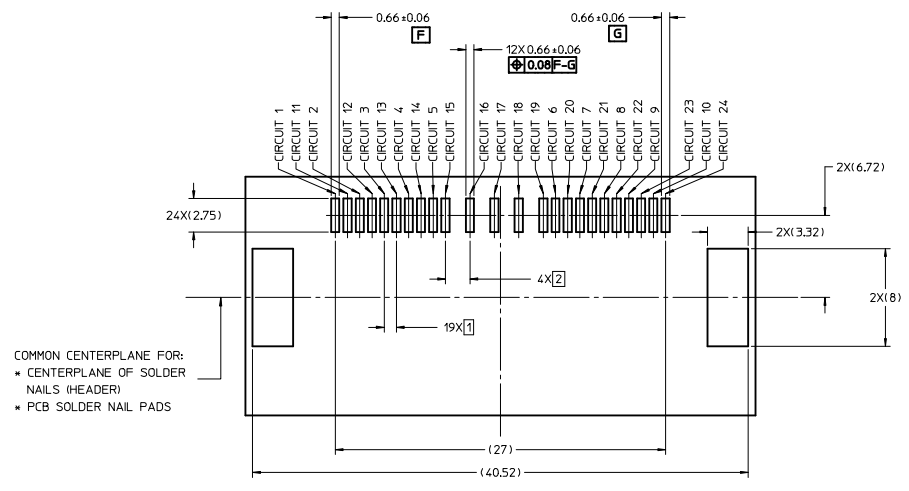 0.66 ±0.06
F
12X 0.66 ±0.06
⌖ 0.08 F-G
0.66 ±0.06
G
CIRCUIT 1
CIRCUIT 11
CIRCUIT 2
CIRCUIT 12
CIRCUIT 3
CIRCUIT 13
CIRCUIT 4
CIRCUIT 14
CIRCUIT 5
CIRCUIT 15
CIRCUIT 16
CIRCUIT 17
CIRCUIT 18
CIRCUIT 19
CIRCUIT 6
CIRCUIT 20
CIRCUIT 7
CIRCUIT 21
CIRCUIT 8
CIRCUIT 22
CIRCUIT 9
CIRCUIT 23
CIRCUIT 10
CIRCUIT 24
2X(6.72)
24X(2.75)
2X(3.32)
4X 2
2X(8)
19X 1
COMMON CENTERPLANE FOR:
* CENTERPLANE OF SOLDER
NAILS (HEADER)
* PCB SOLDER NAIL PADS
(27)
(40.52)